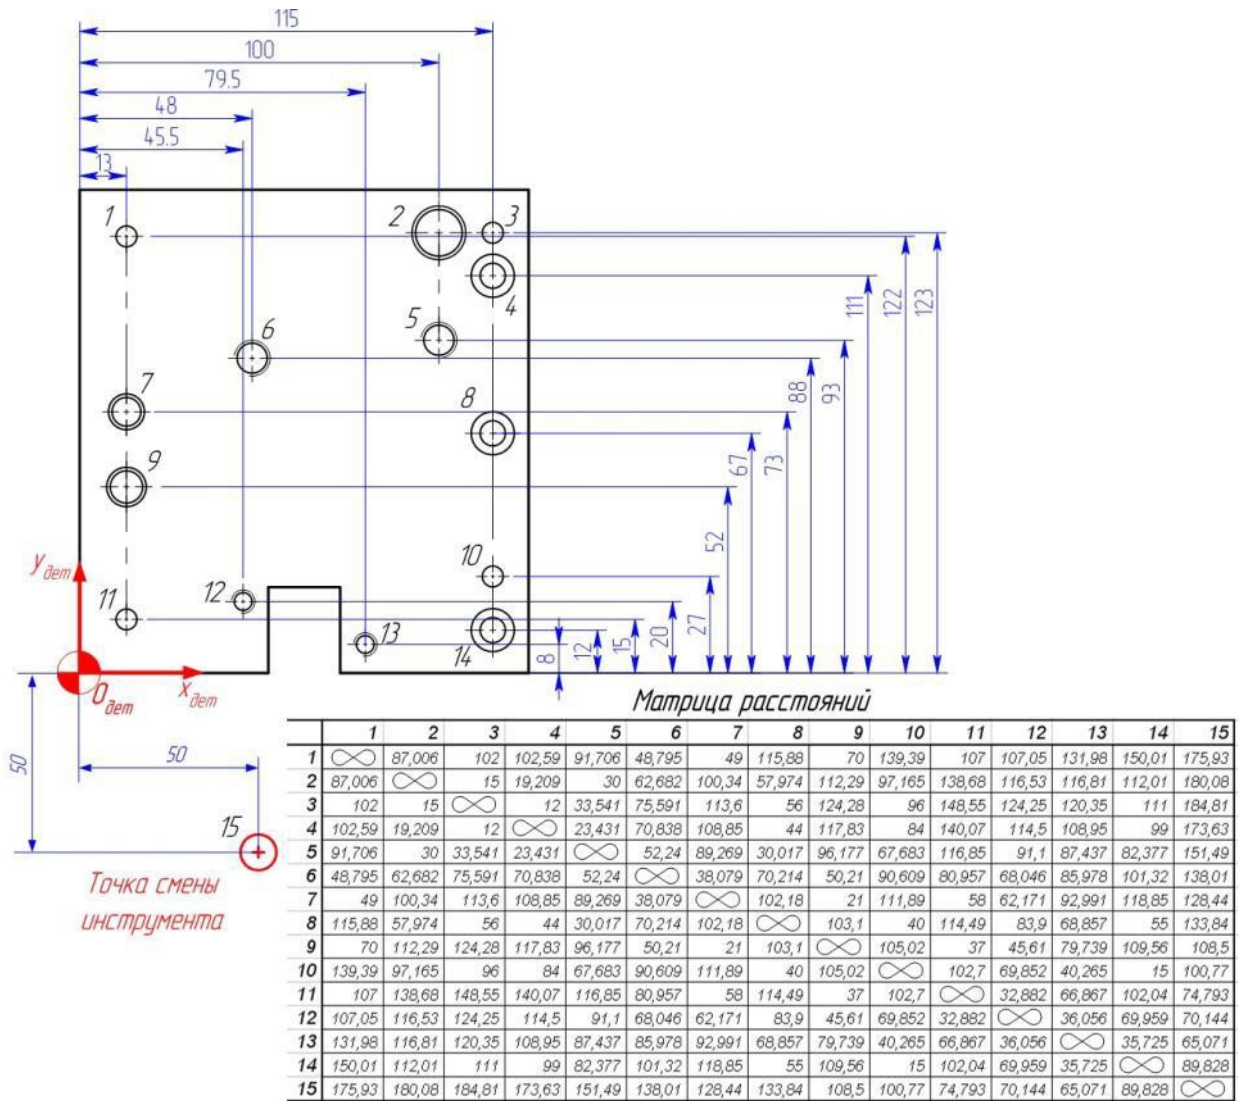 115
100
79.5
48
45.5
13
1
2
3
4
5
6
7
8
9
10
11
12
13
14
111
122
123
88
93
67
73
52
8
12
15
20
27
Yдет
Oдет
Xдет
50
50
15
Точка смены
инструмента
Матрица расстояний
1 2 3 4 5 6 7 8 9 10 11 12 13 14 15
1 ∞ 87,006 102 102,59 91,706 48,795 49 115,88 70 139,39 107 107,05 131,98 150,01 175,93
2 87,006 ∞ 15 19,209 30 62,682 100,34 57,974 112,29 97,165 138,68 116,53 116,81 112,01 180,08
3 102 15 ∞ 12 33,541 75,591 113,6 56 124,28 96 148,55 124,25 120,35 111 184,81
4 102,59 19,209 12 ∞ 23,431 70,838 108,85 44 117,83 84 140,07 114,5 108,95 99 173,63
5 91,706 30 33,541 23,431 ∞ 52,24 89,269 30,017 96,177 67,683 116,85 91,1 87,437 82,377 151,49
6 48,795 62,682 75,591 70,838 52,24 ∞ 38,079 70,214 50,21 90,609 80,957 68,046 85,978 101,32 138,01
7 49 100,34 113,6 108,85 89,269 38,079 ∞ 102,18 21 111,89 58 62,171 92,991 118,85 128,44
8 115,88 57,974 56 44 30,017 70,214 102,18 ∞ 103,1 40 114,49 83,9 68,857 55 133,84
9 70 112,29 124,28 117,83 96,177 50,21 21 103,1 ∞ 105,02 37 45,61 79,739 109,56 108,5
10 139,39 97,165 96 84 67,683 90,609 111,89 40 105,02 ∞ 102,7 69,852 40,265 15 100,77
11 107 138,68 148,55 140,07 116,85 80,957 58 114,49 37 102,7 ∞ 32,882 66,867 102,04 74,793
12 107,05 116,53 124,25 114,5 91,1 68,046 62,171 83,9 45,61 69,852 32,882 ∞ 36,056 69,959 70,144
13 131,98 116,81 120,35 108,95 87,437 85,978 92,991 68,857 79,739 40,265 66,867 36,056 ∞ 35,725 65,071
14 150,01 112,01 111 99 82,377 101,32 118,85 55 109,56 15 102,04 69,959 35,725 ∞ 89,828
15 175,93 180,08 184,81 173,63 151,49 138,01 128,44 133,84 108,5 100,77 74,793 70,144 65,071 89,828 ∞